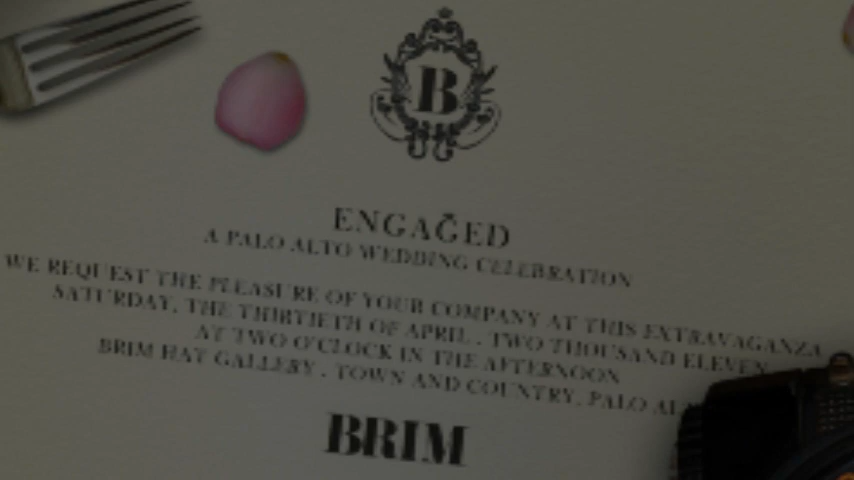 B
ENGAGED
A PALO ALTO WEDDING CELEBRATION
WE REQUEST THE PLEASURE OF YOUR COMPANY AT THIS EXTRAVAGANZA
SATURDAY, THE THIRTIETH OF APRIL . TWO THOUSAND ELEVEN
AT TWO O'CLOCK IN THE AFTERNOON
BRIM HAT GALLERY . TOWN AND COUNTRY, PALO
BRIM